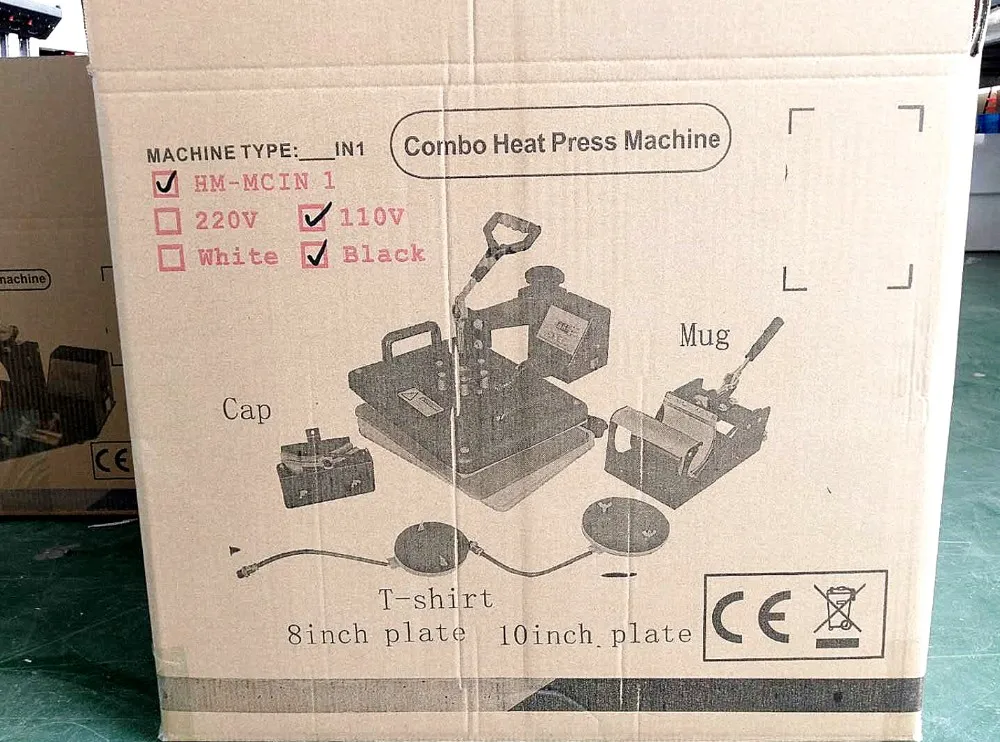 Combo Heat Press Machine
MACHINE TYPE:___IN1
HM-MCIN 1
220V 110V
White Black
machine
Mug
Cap
CE
T-shirt
8inch plate 10inch plate
CE